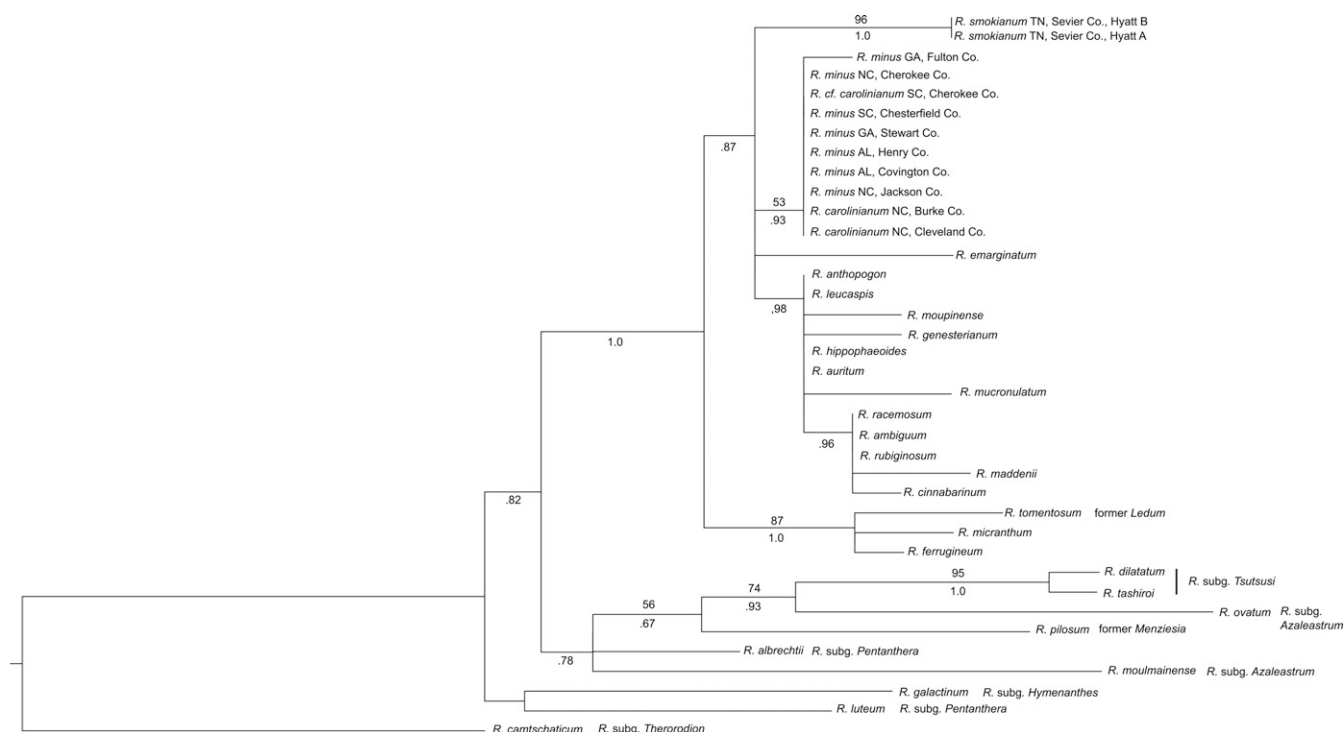 96
R. smokianum TN, Sevier Co., Hyatt B
1.0
R. smokianum TN, Sevier Co., Hyatt A
R. minus GA, Fulton Co.
R. minus NC, Cherokee Co.
R. cf. carolinianum SC, Cherokee Co.
R. minus SC, Chesterfield Co.
R. minus GA, Stewart Co.
.87
R. minus AL, Henry Co.
R. minus AL, Covington Co.
R. minus NC, Jackson Co.
53
R. carolinianum NC, Burke Co.
.93
R. carolinianum NC, Cleveland Co.
R. emarginatum
R. anthopogon
R. leucaspis
,98
R. moupinense
R. genesterianum
1.0
R. hippophaeoides
R. auritum
R. mucronulatum
R. racemosum
R. ambiguum
.96
R. rubiginosum
R. maddenii
R. cinnabarinum
.82
R. tomentosum former Ledum
87
R. micranthum
1.0
R. ferrugineum
R. dilatatum
95
R. subg. Tsutsusi
1.0
R. tashiroi
74
.93
R. ovatum R. subg.
Azaleastrum
56
.67
R. pilosum former Menziesia
R. albrechtii R. subg. Pentanthera
.78
R. moulmainense R. subg. Azaleastrum
R. galactinum R. subg. Hymenanthes
R. luteum R. subg. Pentanthera
R. camtschaticum R. subg. Therorodion